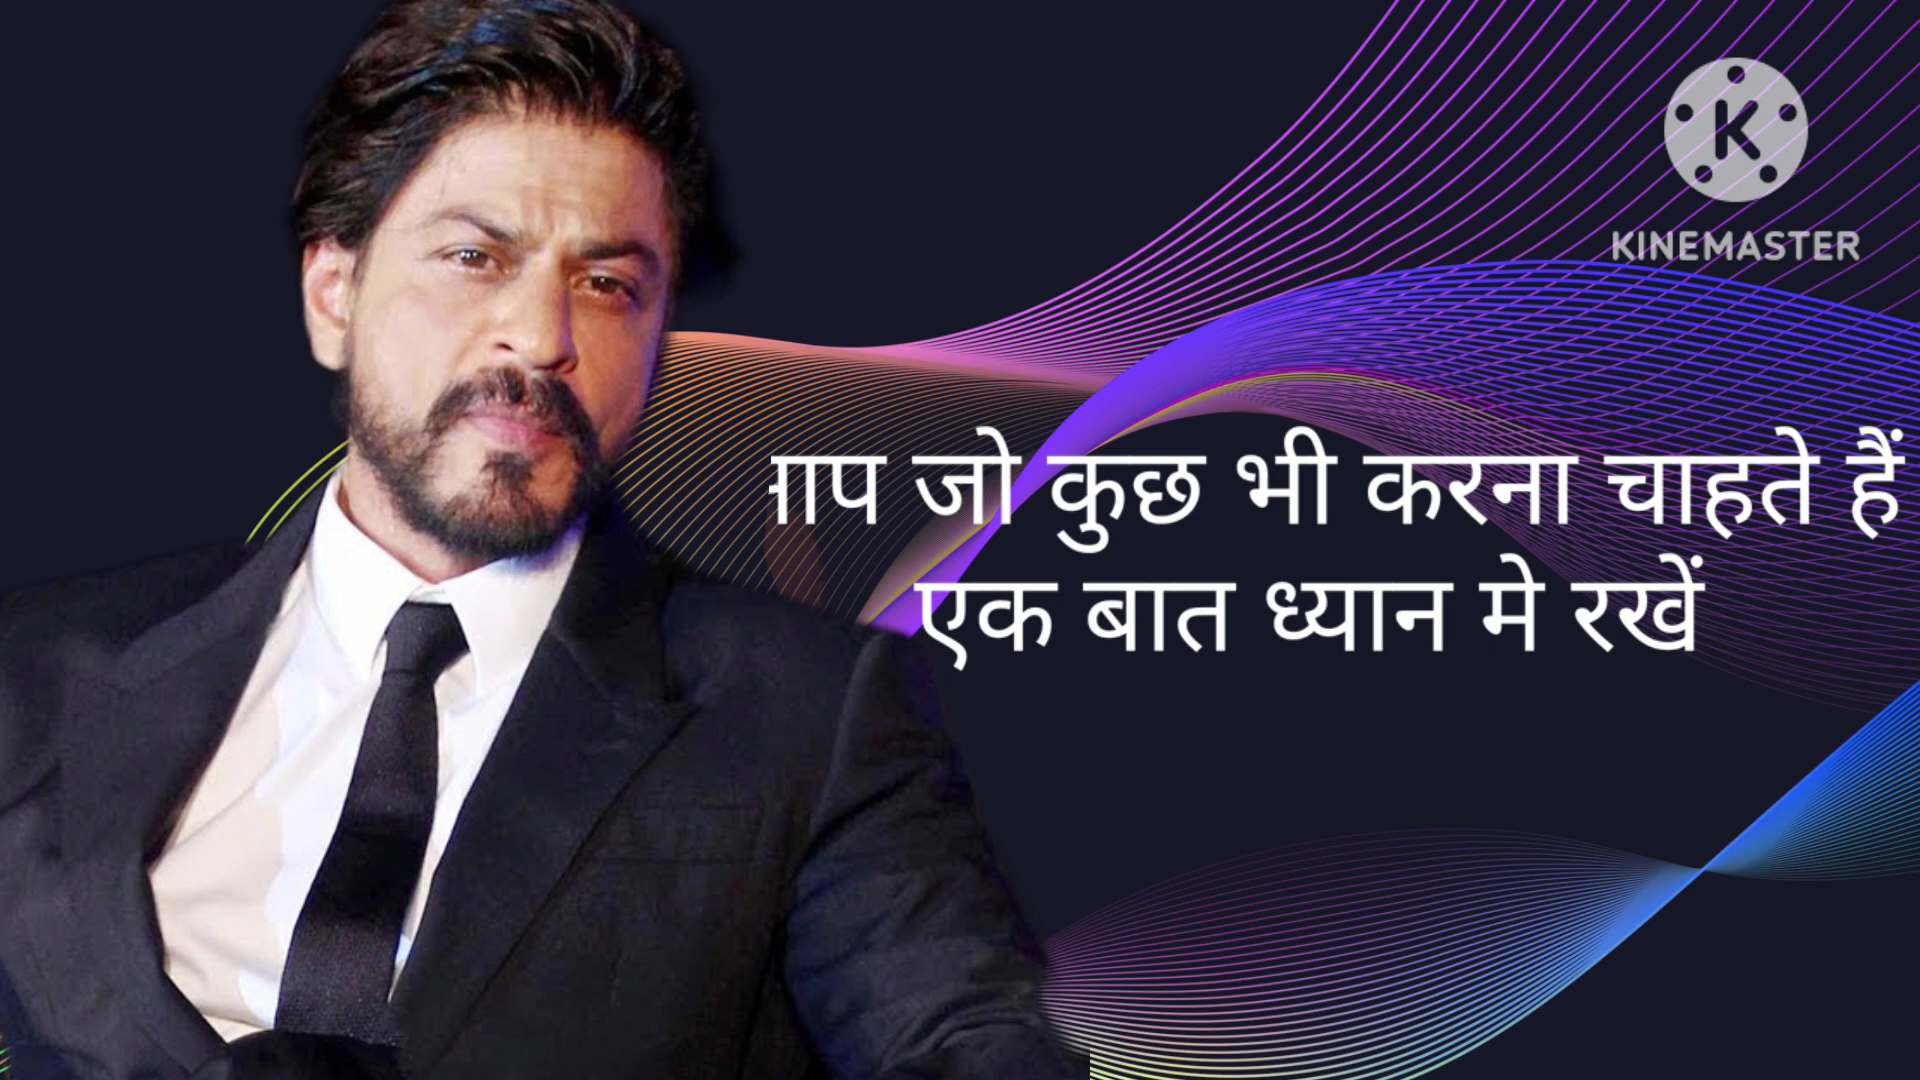 KINEMASTER
जो कुछ भी करना चाहते हैं
एक बात ध्यान मे रखें